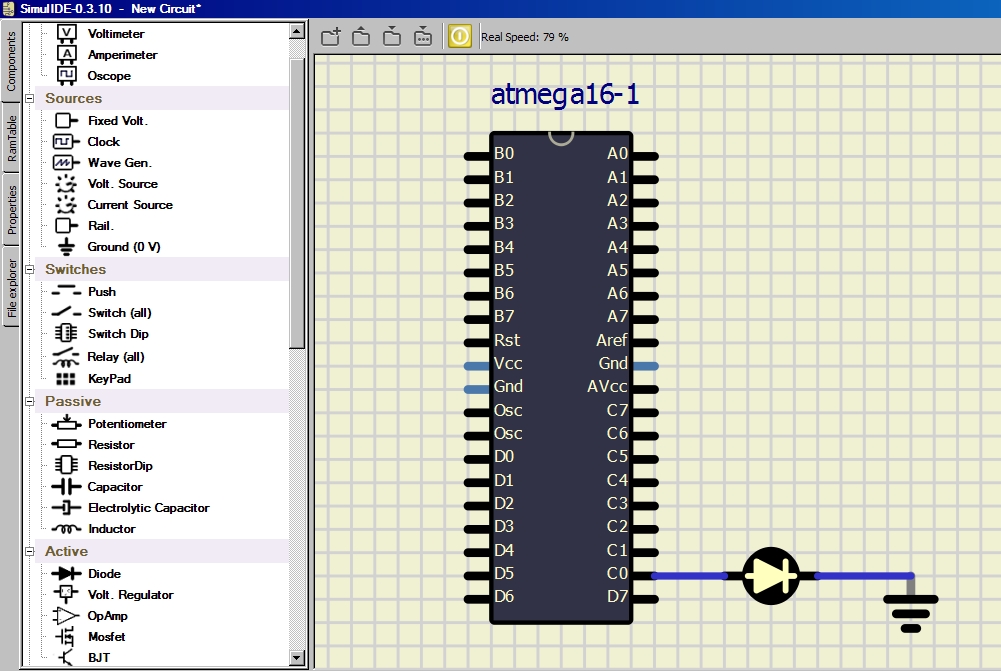 SimulIDE-0.3.10 - New Circuit*
Components
RamTable
Properties
File explorer
Voltimeter
Amperimeter
Oscope
Sources
Fixed Volt.
Clock
Wave Gen.
Volt. Source
Current Source
Rail.
Ground (0 V)
Switches
Push
Switch (all)
Switch Dip
Relay (all)
KeyPad
Passive
Potentiometer
Resistor
ResistorDip
Capacitor
Electrolytic Capacitor
Inductor
Active
Diode
Volt. Regulator
OpAmp
Mosfet
BJT
Real Speed: 79 %
atmega16-1
B0 A0
B1 A1
B2 A2
B3 A3
B4 A4
B5 A5
B6 A6
B7 A7
Rst Aref
Vcc Gnd
Gnd AVcc
Osc C7
Osc C6
D0 C5
D1 C4
D2 C3
D3 C2
D4 C1
D5 C0
D6 D7